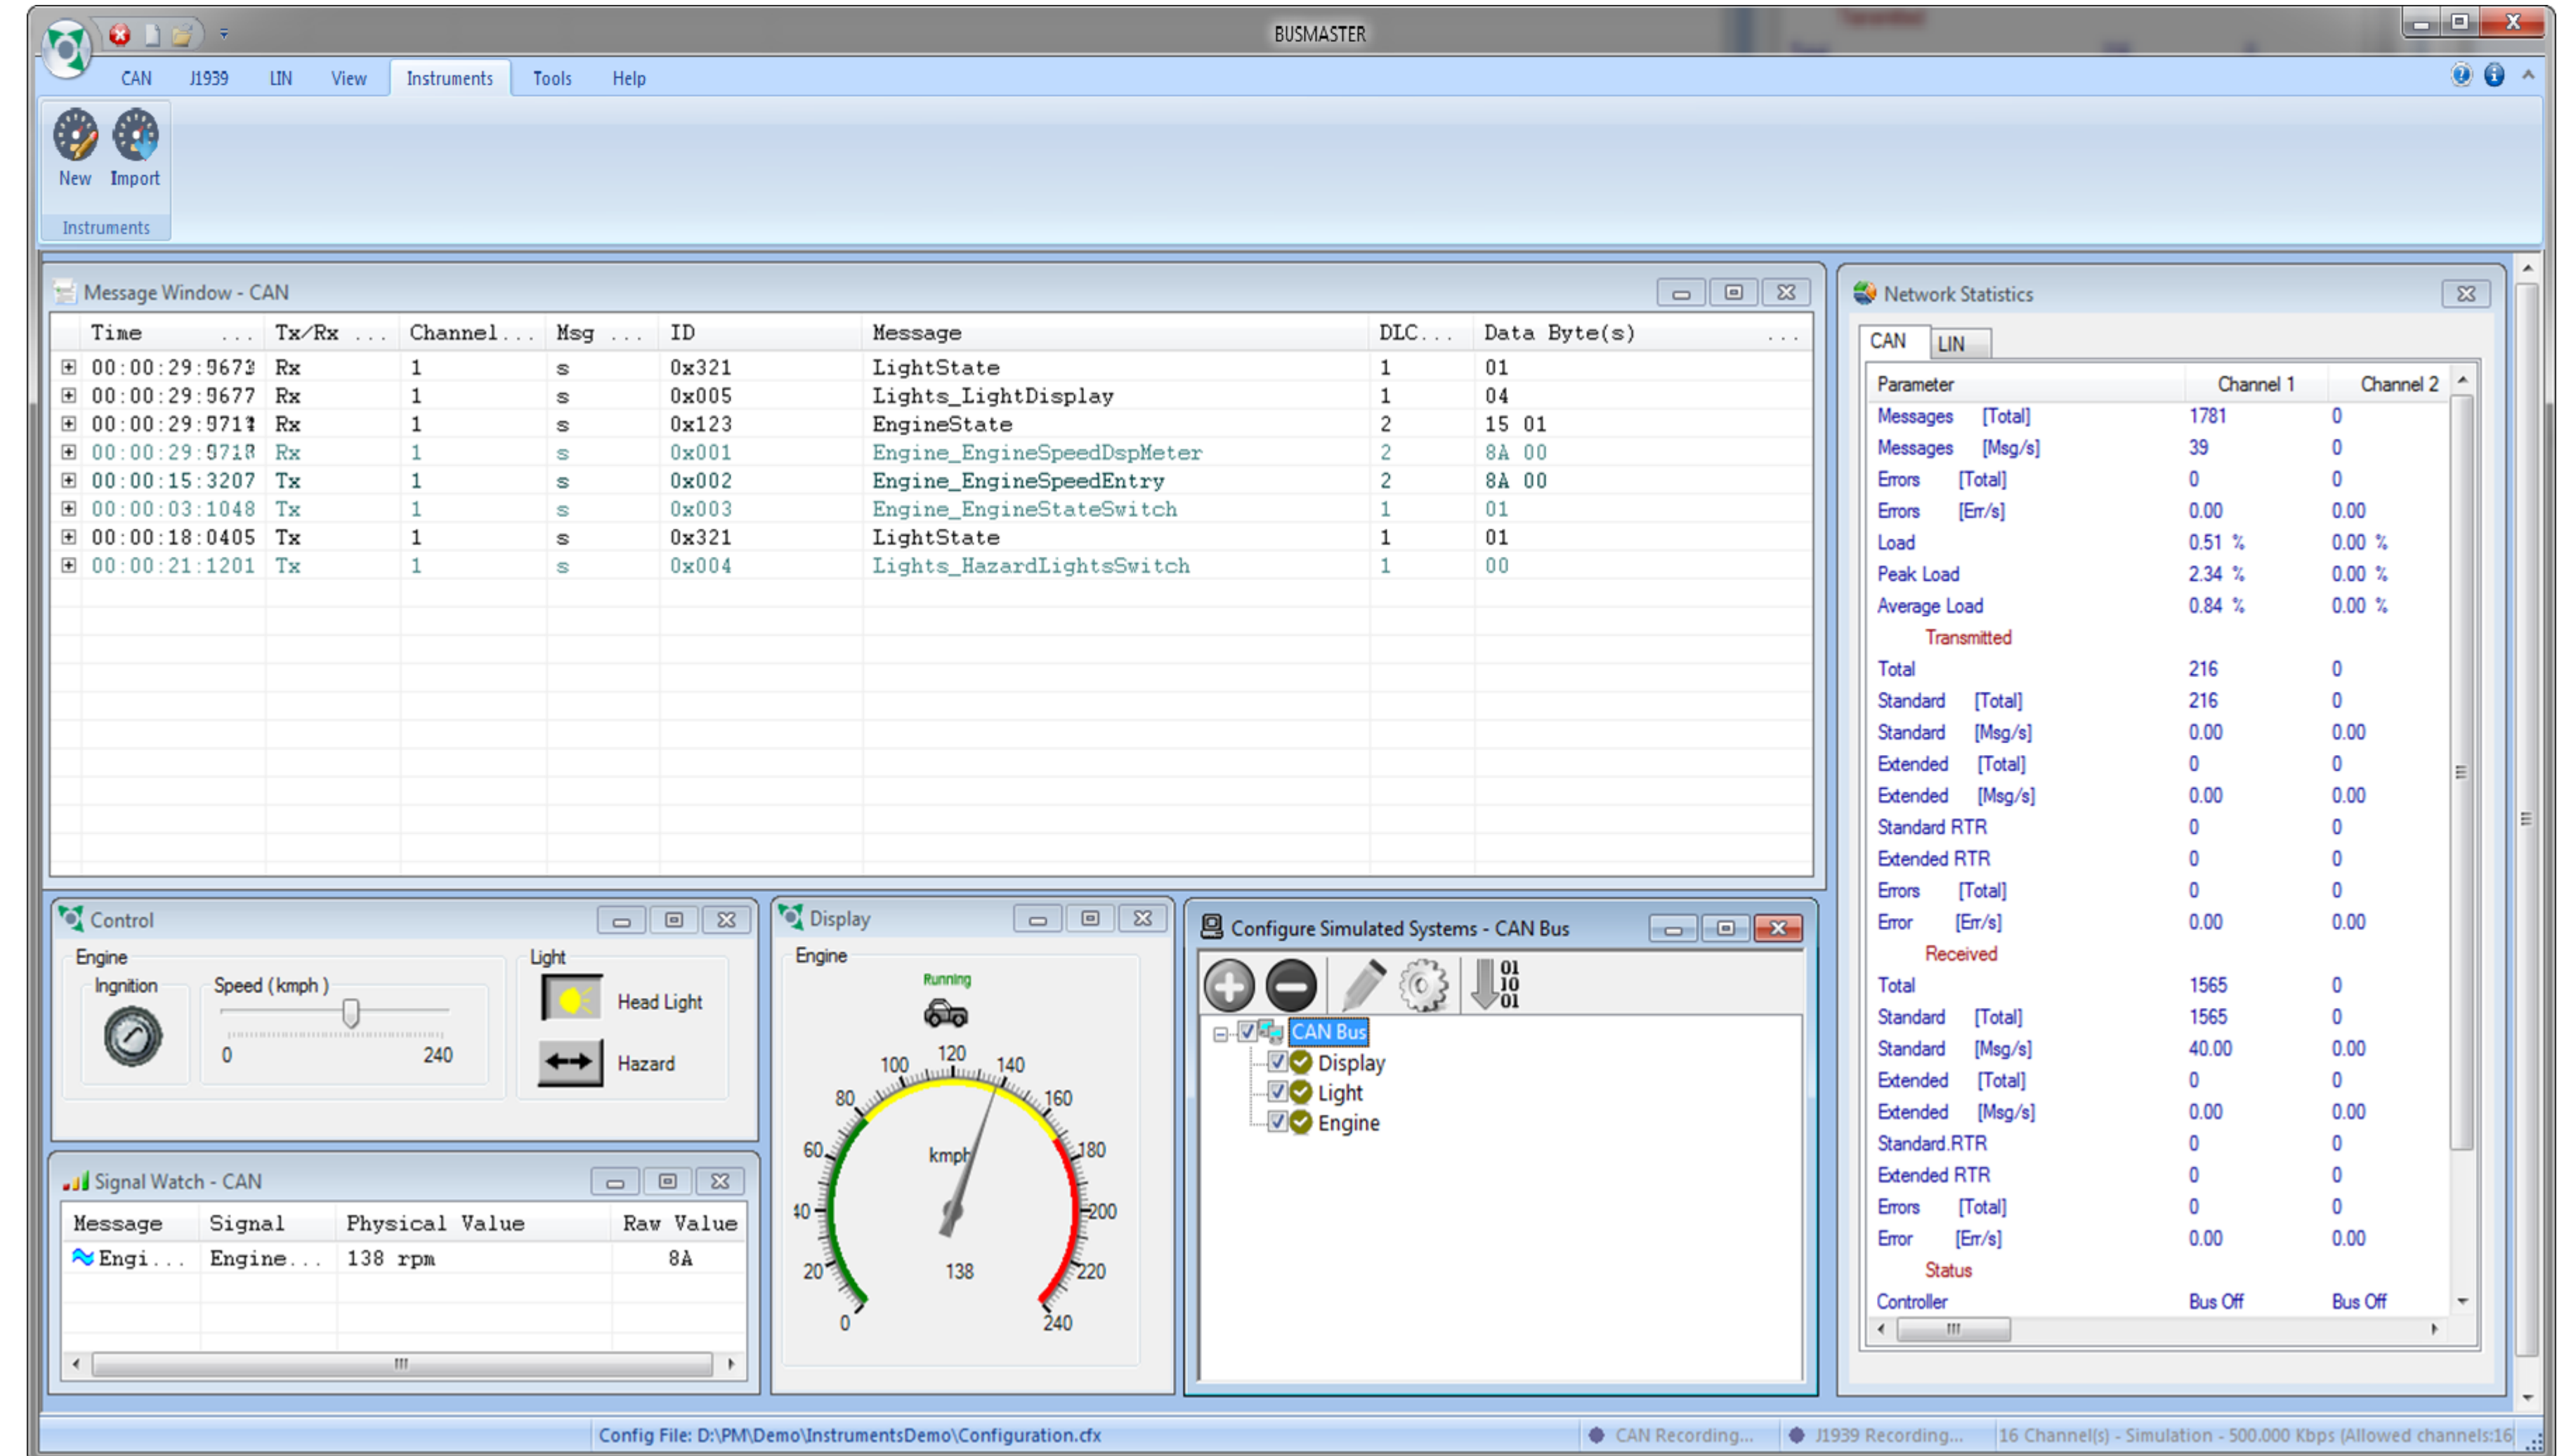 BUSMASTER
CAN J1939 LIN View Instruments Tools Help
New Import
Instruments
Message Window - CAN
Time ... Tx/Rx ... Channel... Msg ... ID Message DLC... Data Byte(s) ...
Rx 1 s 0x321 LightState 1 01
Rx 1 s 0x005 Lights_LightDisplay 1 04
Rx 1 s 0x123 EngineState 2 15 01
Rx 1 s 0x001 Engine_EngineSpeedDspMeter 2 8A 00
00:00:15:3207 Tx 1 s 0x002 Engine_EngineSpeedEntry 2 8A 00
00:00:03:1048 Tx 1 s 0x003 Engine_EngineStateSwitch 1 01
00:00:18:0405 Tx 1 s 0x321 LightState 1 01
00:00:21:1201 Tx 1 s 0x004 Lights_HazardLightsSwitch 1 00
Control
Engine
Ingnition
Speed ( kmph )
0 240
Light
Head Light
Hazard
Signal Watch - CAN
Message Signal Physical Value Raw Value
Engi... Engine... 138 rpm 8A
Display
Engine
Running
0 20 40 60 80 100 120 140 160 180 200 220 240
kmph
138
Configure Simulated Systems - CAN Bus
01
10
01
CAN Bus
Display
Light
Engine
Network Statistics
CAN LIN
Parameter Channel 1 Channel 2
Messages [Total] 1781 0
Messages [Msg/s] 39 0
Errors [Total] 0 0
Errors [Err/s] 0.00 0.00
Load 0.51 % 0.00 %
Peak Load 2.34 % 0.00 %
Average Load 0.84 % 0.00 %
Transmitted
Total 216 0
Standard [Total] 216 0
Standard [Msg/s] 0.00 0.00
Extended [Total] 0 0
Extended [Msg/s] 0.00 0.00
Standard RTR 0 0
Extended RTR 0 0
Errors [Total] 0 0
Error [Err/s] 0.00 0.00
Received
Total 1565 0
Standard [Total] 1565 0
Standard [Msg/s] 40.00 0.00
Extended [Total] 0 0
Extended [Msg/s] 0.00 0.00
Standard.RTR 0 0
Extended RTR 0 0
Errors [Total] 0 0
Error [Err/s] 0.00 0.00
Status
Controller Bus Off Bus Off
Config File: D:\PM\Demo\InstrumentsDemo\Configuration.cfx
CAN Recording...
J1939 Recording...
16 Channel(s) - Simulation - 500.000 Kbps (Allowed channels:16